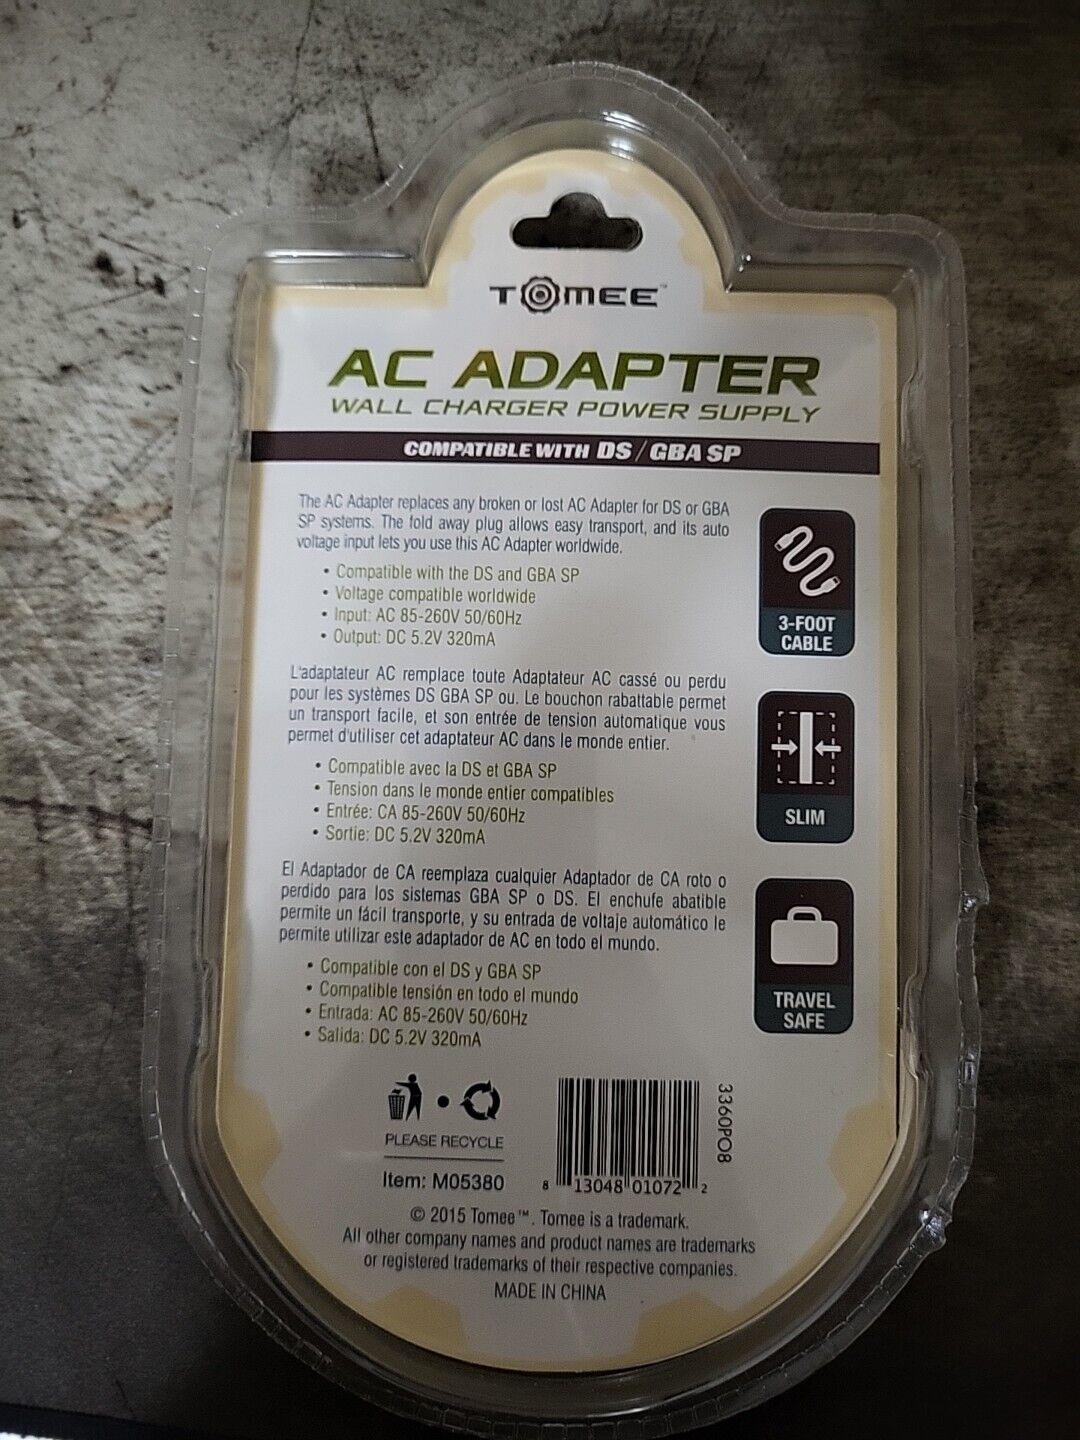 TOMEE™
AC ADAPTER
WALL CHARGER POWER SUPPLY
COMPATIBLE WITH DS / GBA SP
The AC Adapter replaces any broken or lost AC Adapter for DS or GBA
SP systems. The fold away plug allows easy transport, and its auto
voltage input lets you use this AC Adapter worldwide.
• Compatible with the DS and GBA SP
• Voltage compatible worldwide
• Input: AC 85-260V 50/60Hz
• Output: DC 5.2V 320mA
3-FOOT
CABLE
L'adaptateur AC remplace toute Adaptateur AC cassé ou perdu
pour les systèmes DS GBA SP ou. Le bouchon rabattable permet
un transport facile, et son entrée de tension automatique vous
permet d'utiliser cet adaptateur AC dans le monde entier.
• Compatible avec la DS et GBA SP
• Tension dans le monde entier compatibles
• Entrée: CA 85-260V 50/60Hz
• Sortie: DC 5.2V 320mA
SLIM
El Adaptador de CA reemplaza cualquier Adaptador de CA roto o
perdido para los sistemas GBA SP o DS. El enchufe abatible
permite un fácil transporte, y su entrada de voltaje automático le
permite utilizar este adaptador de AC en todo el mundo.
• Compatible con el DS y GBA SP
• Compatible tensión en todo el mundo
• Entrada: AC 85-260V 50/60Hz
• Salida: DC 5.2V 320mA
TRAVEL
SAFE
PLEASE RECYCLE
Item: M05380
8 13048 01072 2
3360PO8
© 2015 Tomee™. Tomee is a trademark.
All other company names and product names are trademarks
or registered trademarks of their respective companies.
MADE IN CHINA